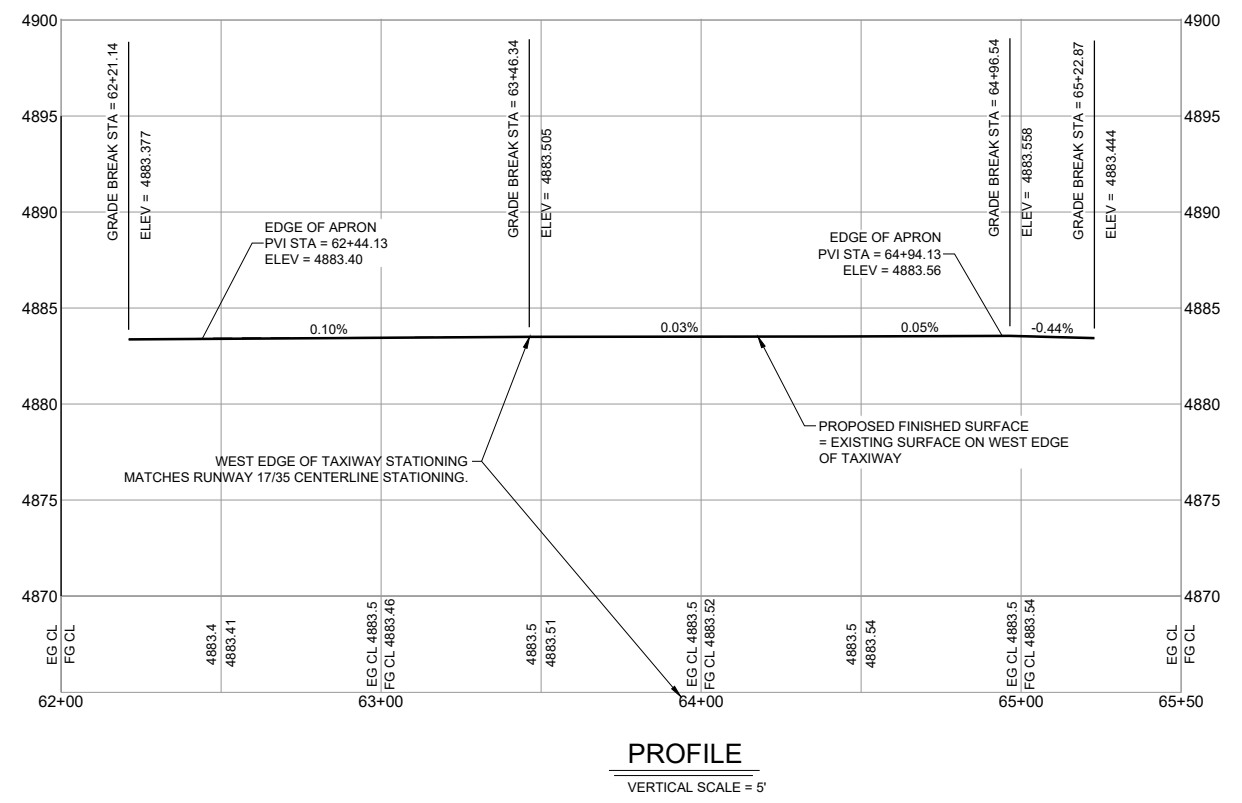 4900
4900
GRADE BREAK STA = 62+21.14
ELEV = 4883.377
GRADE BREAK STA = 63+46.34
ELEV = 4883.505
GRADE BREAK STA = 64+96.54
ELEV = 4883.558
GRADE BREAK STA = 65+22.87
ELEV = 4883.444
4895
4895
4890
4890
EDGE OF APRON
PVI STA = 62+44.13
ELEV = 4883.40
EDGE OF APRON
PVI STA = 64+94.13
ELEV = 4883.56
4885
4885
0.10%
0.03%
0.05%
-0.44%
4880
4880
PROPOSED FINISHED SURFACE
= EXISTING SURFACE ON WEST EDGE
OF TAXIWAY
WEST EDGE OF TAXIWAY STATIONING
MATCHES RUNWAY 17/35 CENTERLINE STATIONING.
4875
4875
4870
4870
EG CL
FG CL
4883.4
4883.41
EG CL 4883.5
FG CL 4883.46
4883.5
4883.51
EG CL 4883.5
FG CL 4883.52
4883.5
4883.54
EG CL 4883.5
FG CL 4883.54
EG CL
FG CL
62+00
63+00
64+00
65+00
65+50
PROFILE
VERTICAL SCALE = 5'